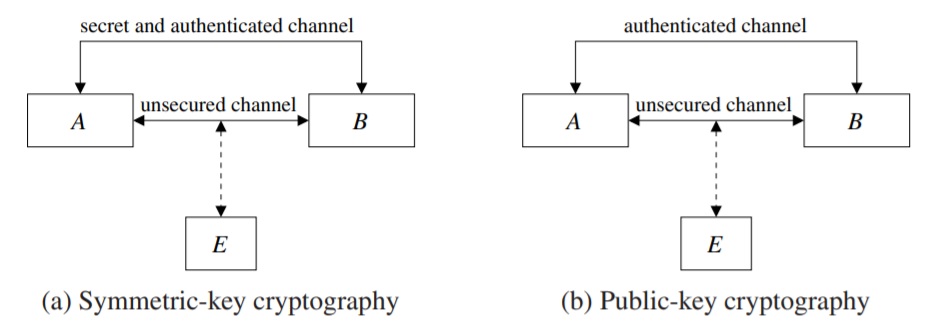 secret and authenticated channel
unsecured channel
A
B
E
(a) Symmetric-key cryptography
authenticated channel
unsecured channel
A
B
E
(b) Public-key cryptography